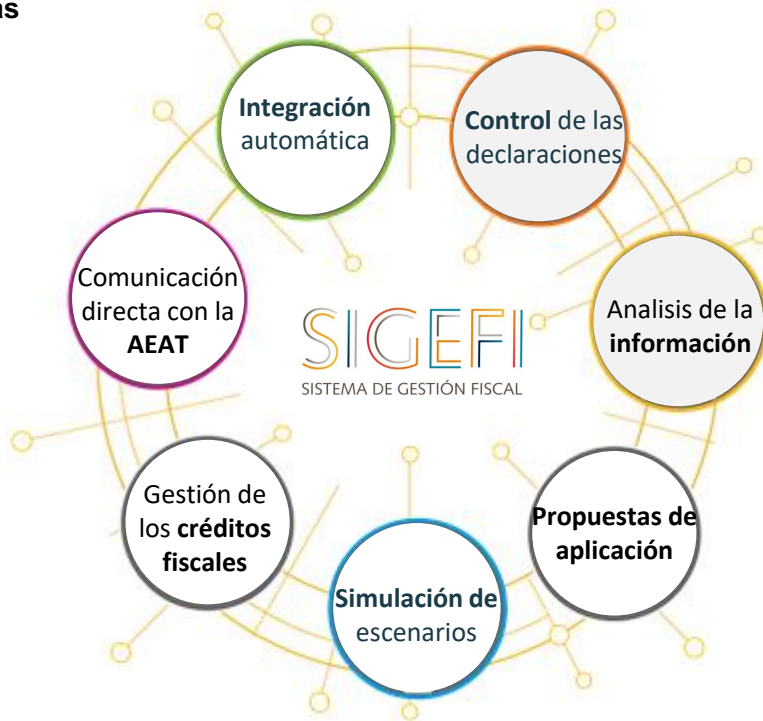 as
Integración
automática
Control de las
declaraciones
Comunicación
directa con la
AEAT
Analisis de la
información
SIGEFI
SISTEMA DE GESTIÓN FISCAL
Gestión de
los créditos
fiscales
Propuestas de
aplicación
Simulación de
escenarios